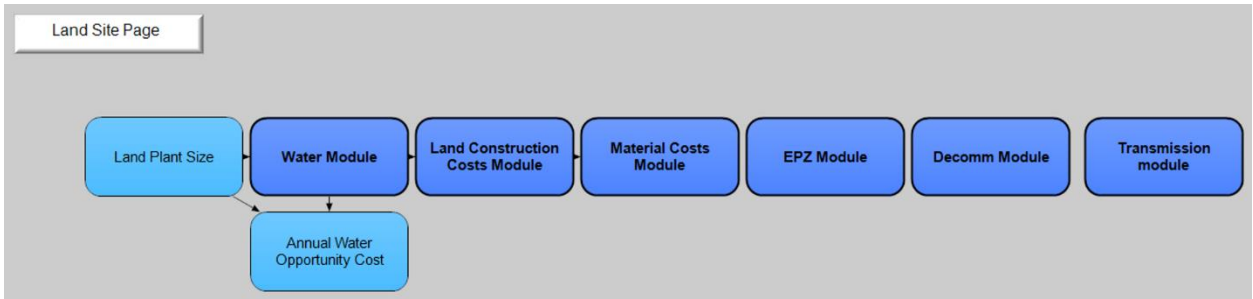 Land Site Page
Land Plant Size
Water Module
Land Construction
Costs Module
Material Costs
Module
EPZ Module
Decomm Module
Transmission
module
Annual Water
Opportunity Cost